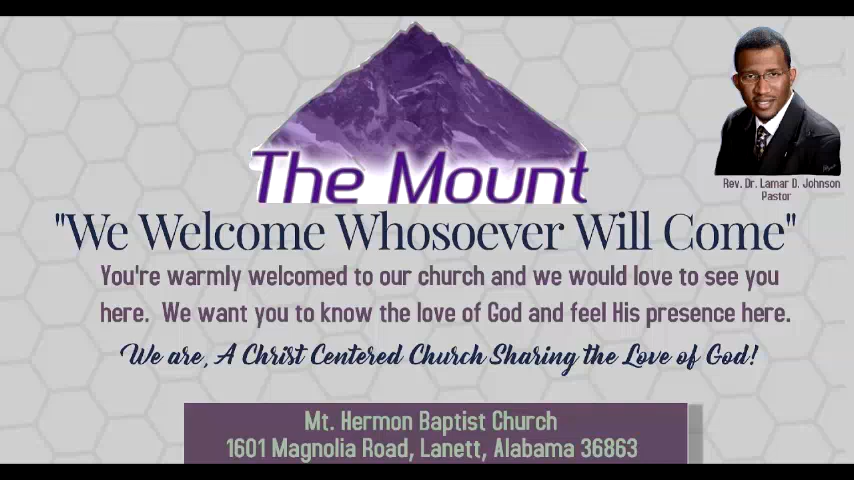 The Mount
Rev. Dr. Lamar D. Johnson
Pastor
"We Welcome Whosoever Will Come"
You're warmly welcomed to our church and we would love to see you
here. We want you to know the love of God and feel His presence here.
We are, A Christ Centered Church Sharing the Love of God!
Mt. Hermon Baptist Church
1601 Magnolia Road, Lanett, Alabama 36863